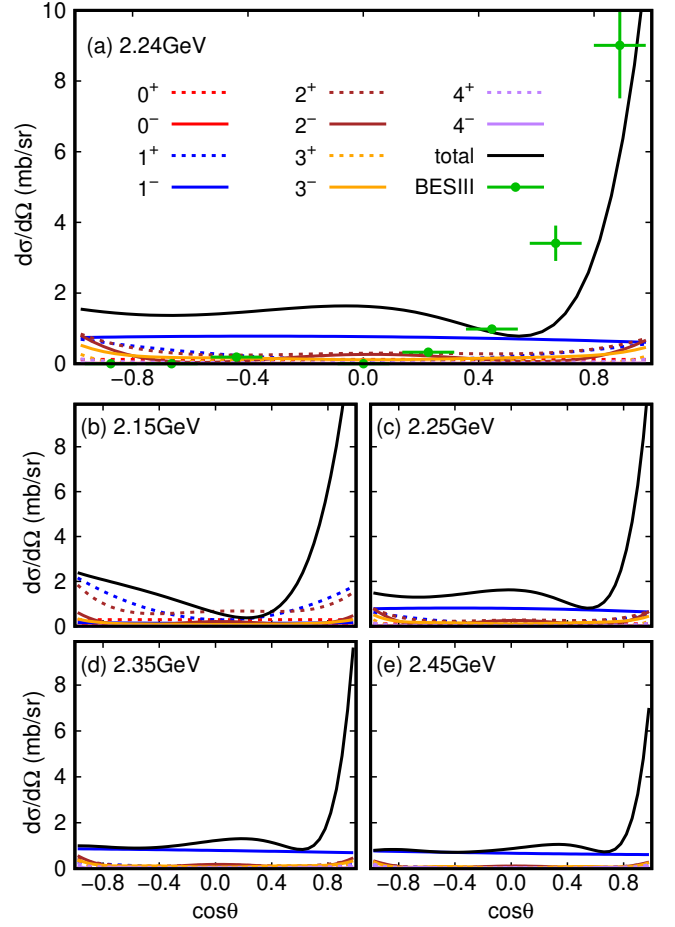 10
8
6
4
2
0
dσ/dΩ (mb/sr)
(a) 2.24GeV
0⁺ 2⁺ 4⁺
0⁻ 2⁻ 4⁻
1⁺ 3⁺ total
1⁻ 3⁻ BESIII
−0.8 −0.4 0.0 0.4 0.8
(b) 2.15GeV (c) 2.25GeV
8
6
4
2
0
dσ/dΩ (mb/sr)
(d) 2.35GeV (e) 2.45GeV
8
6
4
2
0
dσ/dΩ (mb/sr)
−0.8 −0.4 0.0 0.4 0.8 −0.8 −0.4 0.0 0.4 0.8
cosθ cosθ